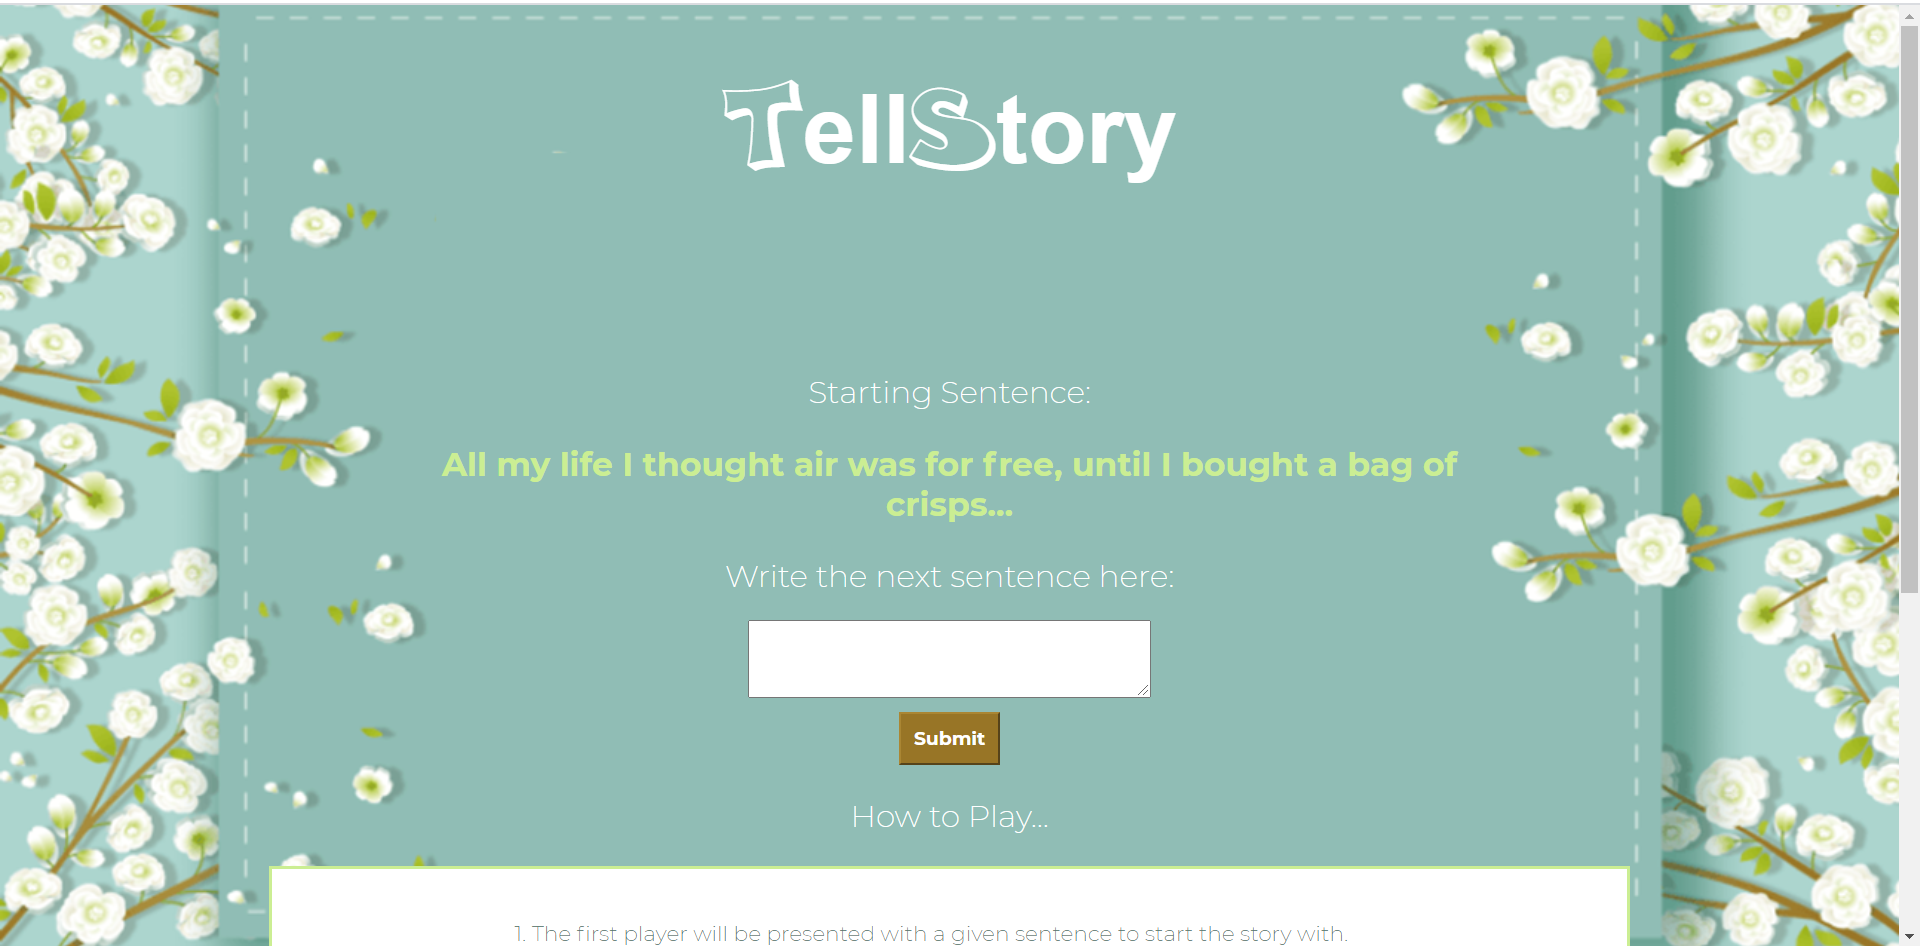 TellStory
Starting Sentence:
All my life I thought air was for free, until I bought a bag of
crisps...
Write the next sentence here:
Submit
How to Play...
1. The first player will be presented with a given sentence to start the story with.